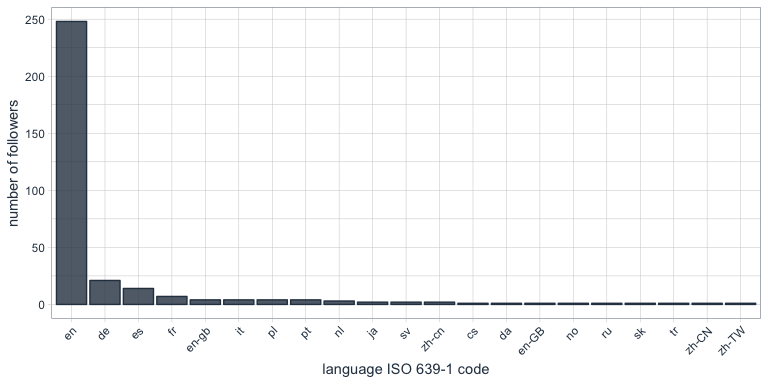 number of followers
250
200
150
100
50
0
en de es fr en-gb it pl pt nl ja sv zh-cn cs da en-GB no ru sk tr zh-CN zh-TW
language ISO 639-1 code